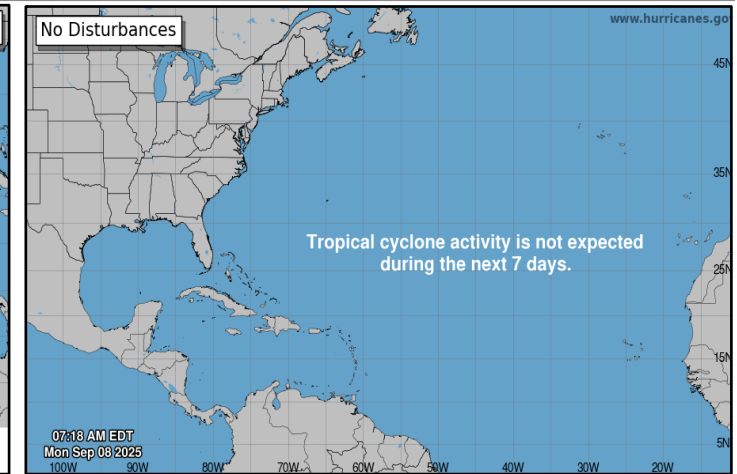 No Disturbances
www.hurricanes.go
45N
35N
Tropical cyclone activity is not expected
during the next 7 days.
25N
15N
07:18 AM EDT
Mon Sep 08 2025
5N
100W 90W 80W 70W 60W 50W 40W 30W 20W